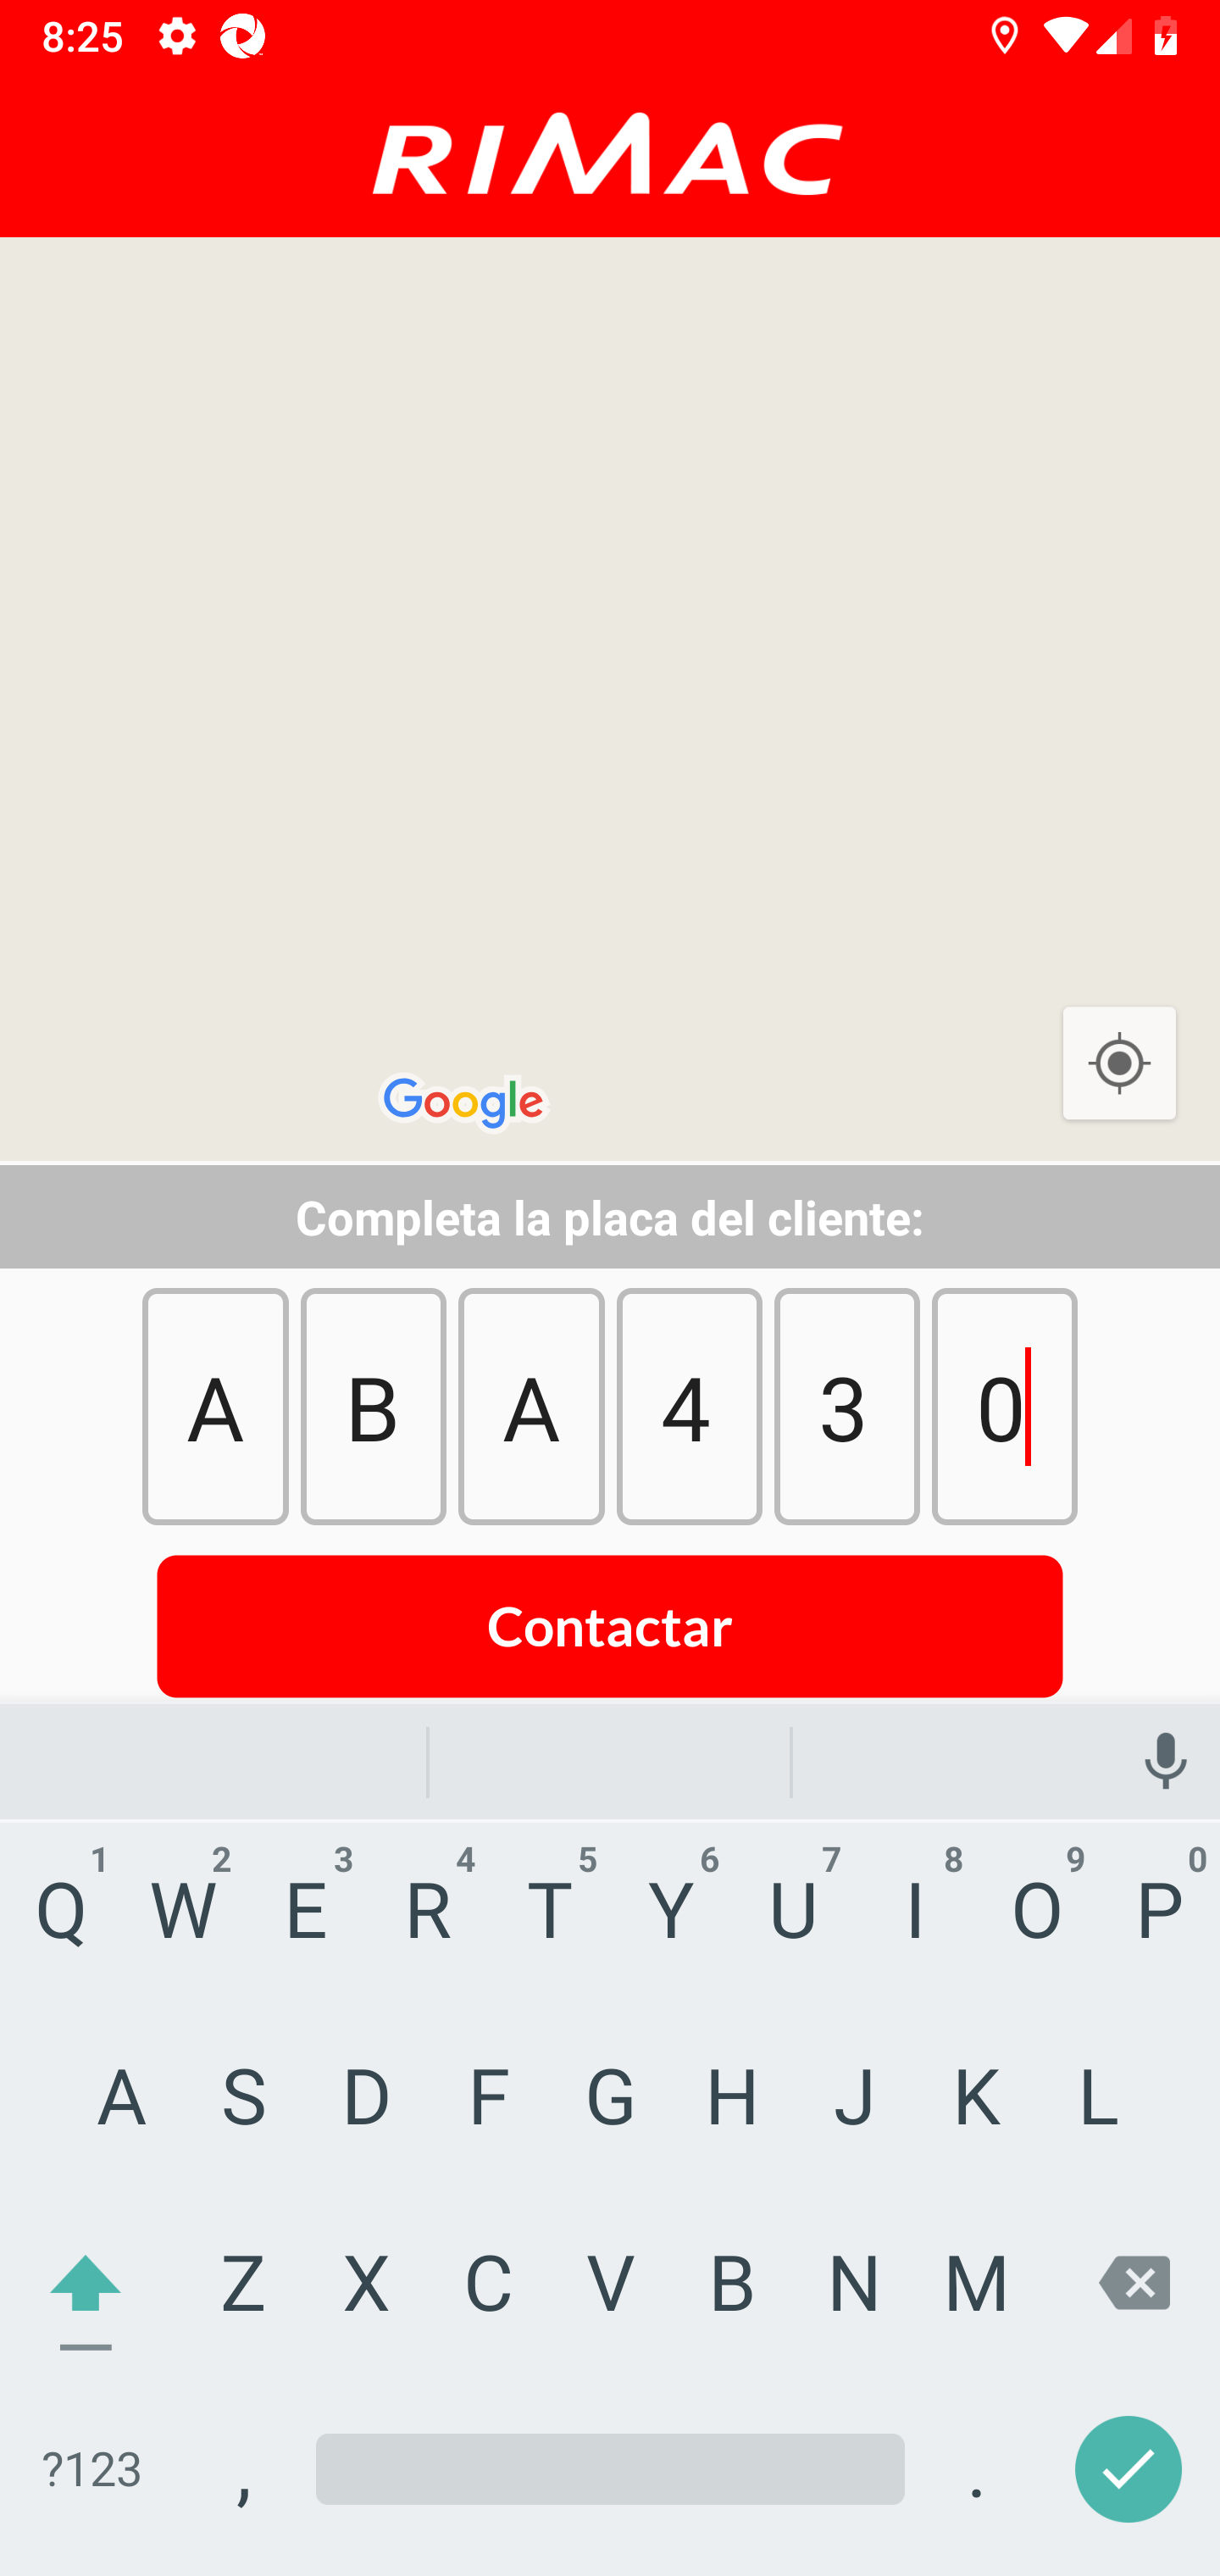 8:25
RIMAC
Google
Completa la placa del cliente:
A B A 4 3 0
Contactar
1 2 3 4 5 6 7 8 9 0
Q W E R T Y U I O P
A S D F G H J K L
Z X C V B N M
?123 , .